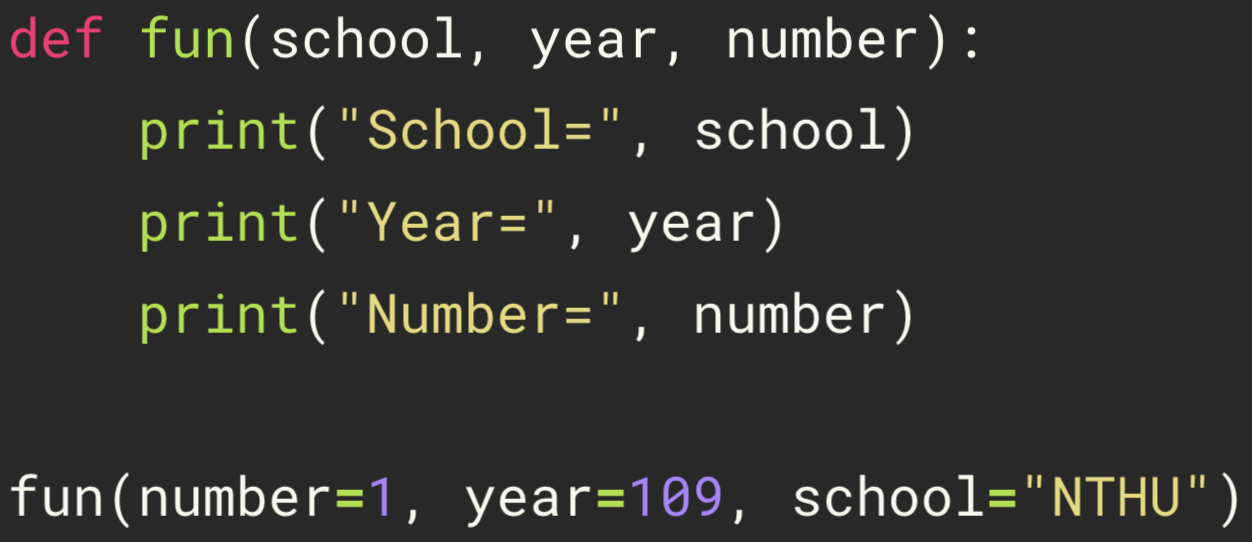 def fun(school, year, number):
    print("School=", school)
    print("Year=", year)
    print("Number=", number)
fun(number=1, year=109, school="NTHU")